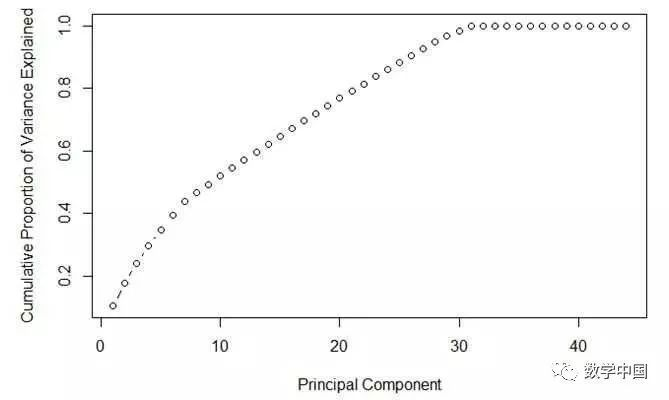 Cumulative Proportion of Variance Explained
1.0
0.8
0.6
0.4
0.2
0 10 20 30 40
Principal Component
数学中国